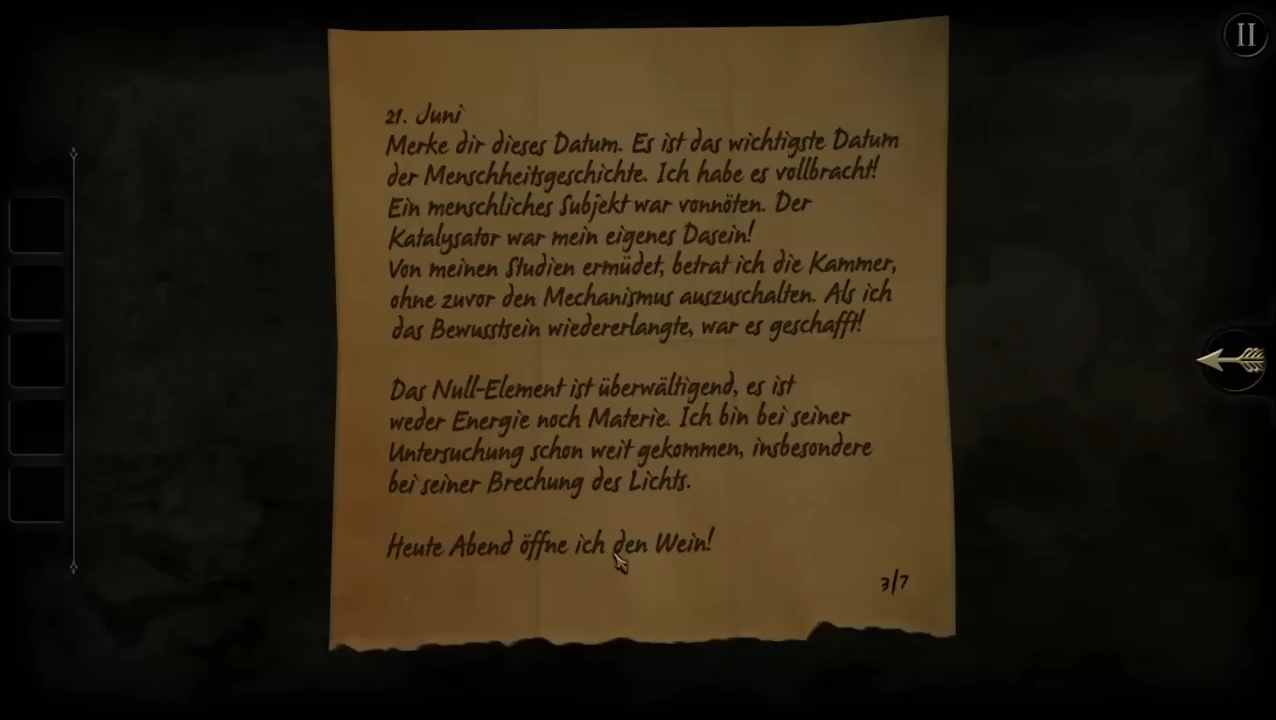 21. Juni
Merke dir dieses Datum. Es ist das wichtigste Datum
der Menschheitsgeschichte. Ich habe es vollbracht!
Ein menschliches Subjekt war vonnöten. Der
Katalysator war mein eigenes Dasein!
Von meinen Studien ermüdet, betrat ich die Kammer,
ohne zuvor den Mechanismus auszuschalten. Als ich
das Bewusstsein wiedererlangte, war es geschafft!
Das Null-Element ist überwältigend, es ist
weder Energie noch Materie. Ich bin bei seiner
Untersuchung schon weit gekommen, insbesondere
bei seiner Brechung des Lichts.
Heute Abend öffne ich den Wein!
3/7